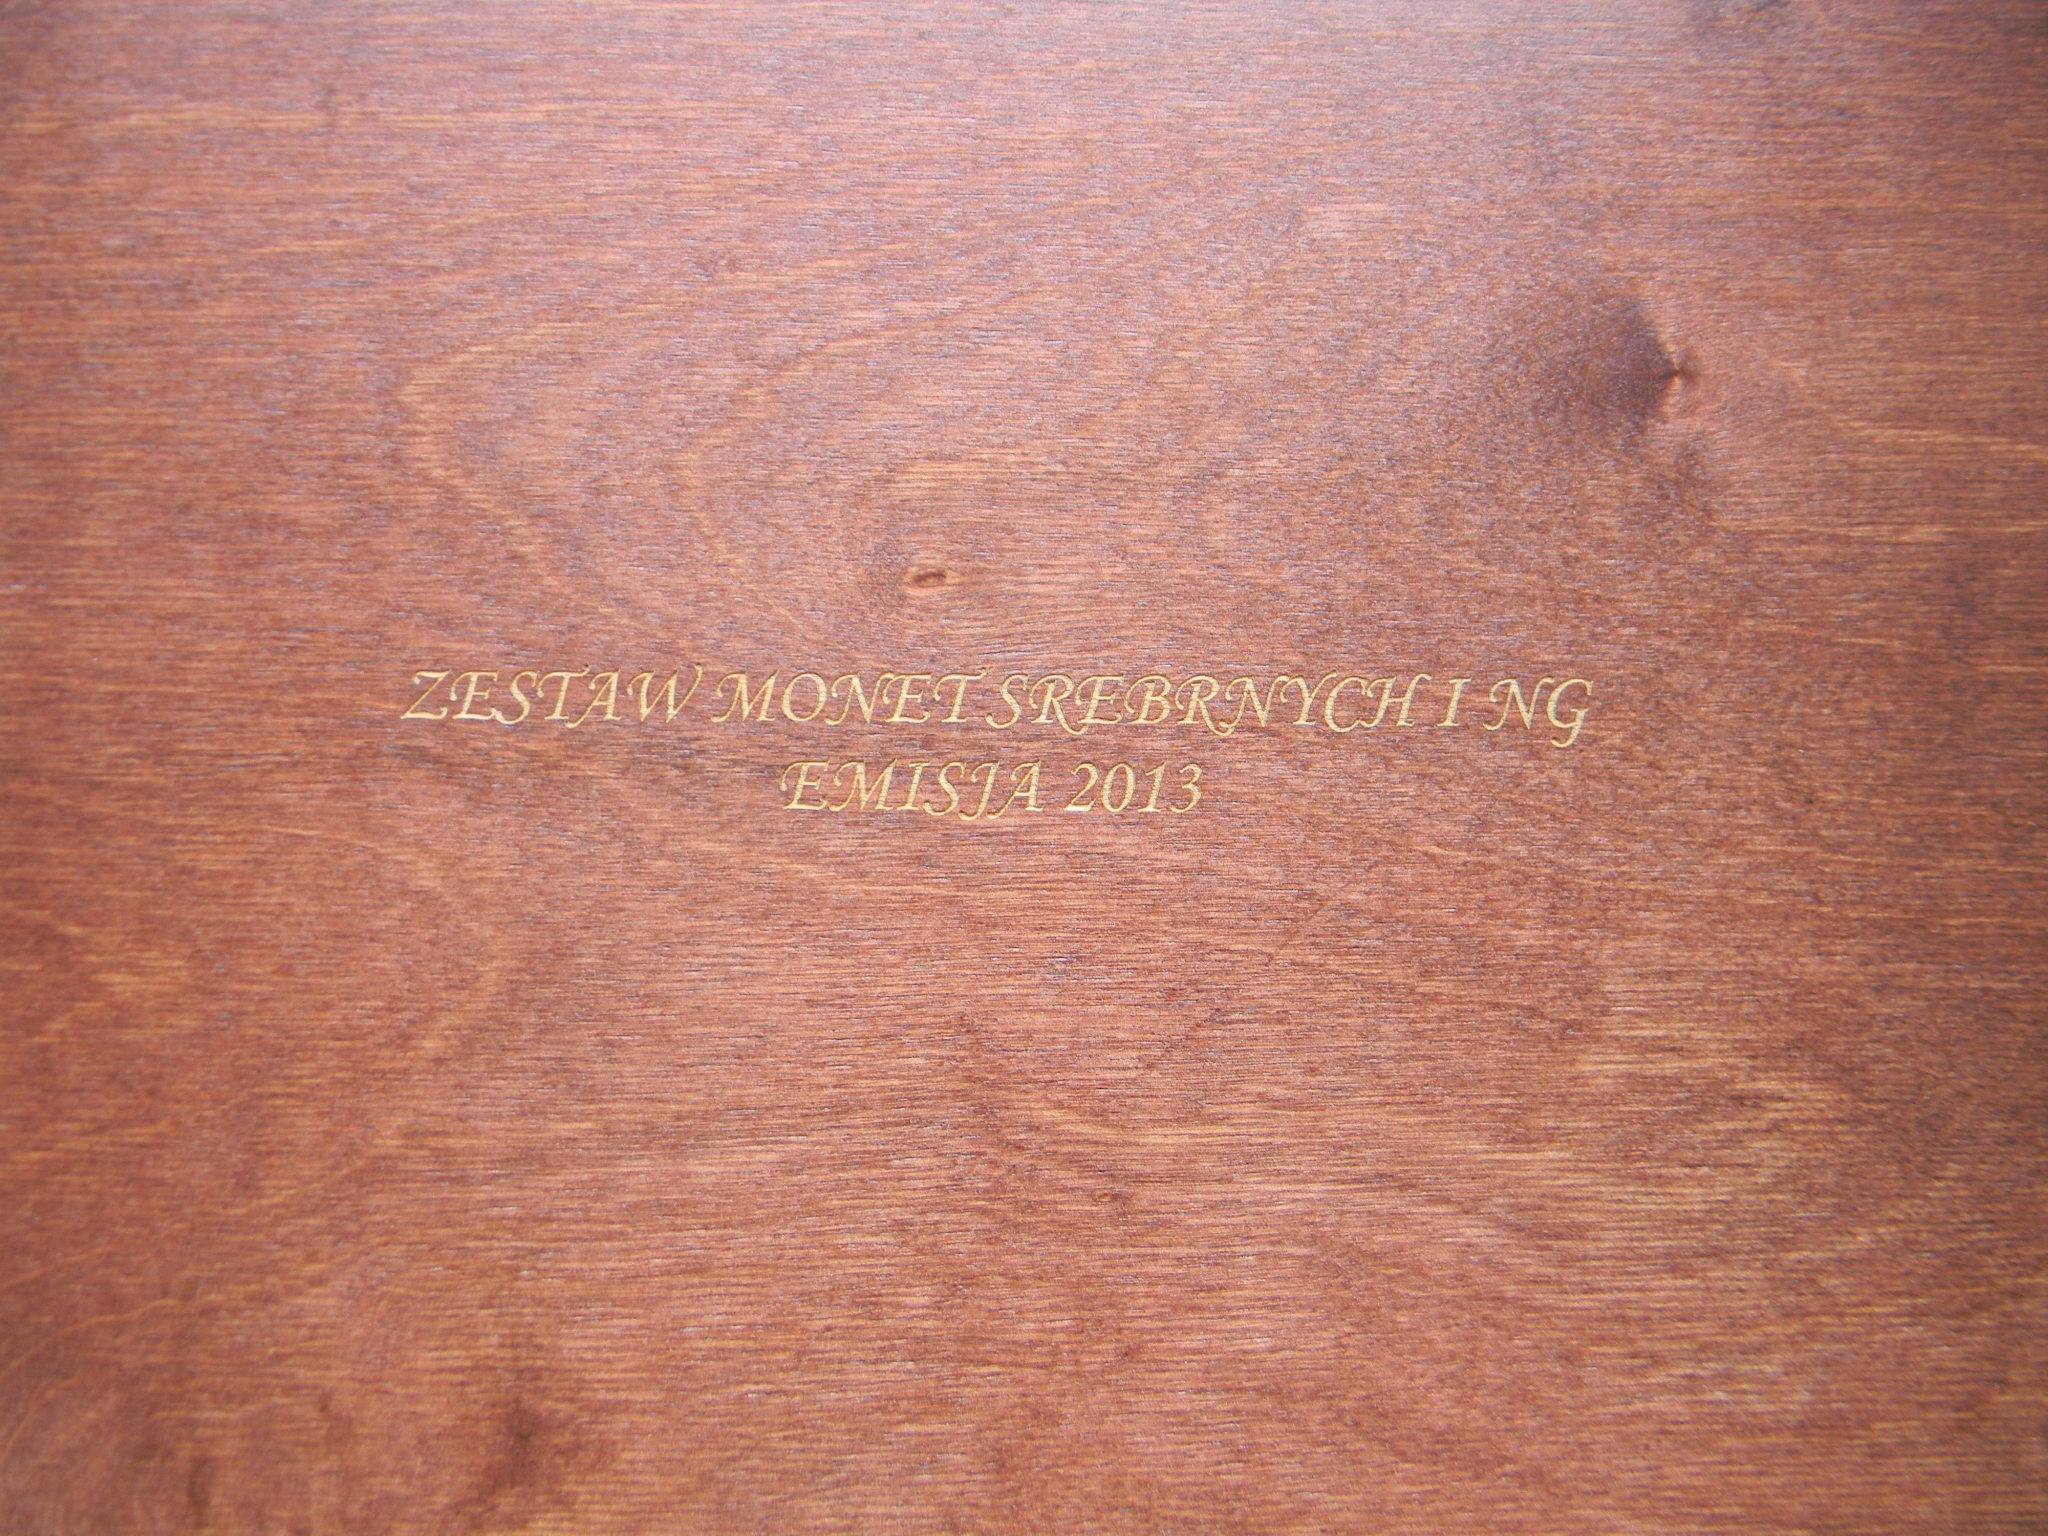 ZESTAW MONET SREBRNYCH I NG
EMISJA 2013